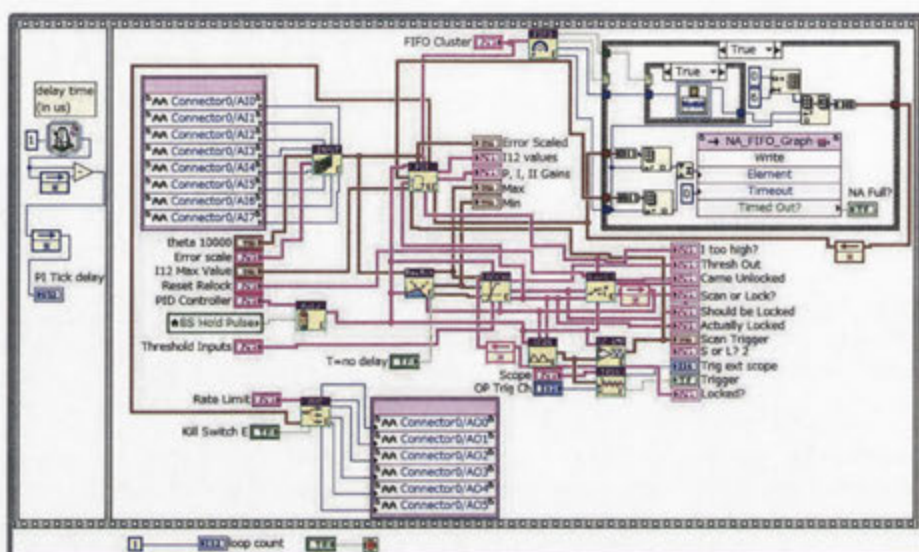 FIFO Cluster
True
True
delay time
(in us)
Connector0/AI0
Connector0/AI1
Connector0/AI2
Connector0/AI3
Connector0/AI4
Connector0/AI5
Connector0/AI6
Connector0/AI7
Error Scaled
I12 values
P, I, II Gains
Max
Min
NA_FIFO_Graph
Write
Element
Timeout
Timed Out?
NA Full?
theta 10000
Error scale
I12 Max Value
Reset Relock
PID Controller
BS Hold Pulse
Threshold Inputs
PI Tick delay
T=no delay
I too high?
Thresh Out
Came Unlocked
Scan or Lock?
Should be Locked
Actually Locked
Scan Trigger
S or L? 2
Trig ext scope
Trigger
Locked?
Scope
OP Trig Ch
Rate Limit
Kill Switch E
Connector0/AO0
Connector0/AO1
Connector0/AO2
Connector0/AO3
Connector0/AO4
Connector0/AO5
loop count